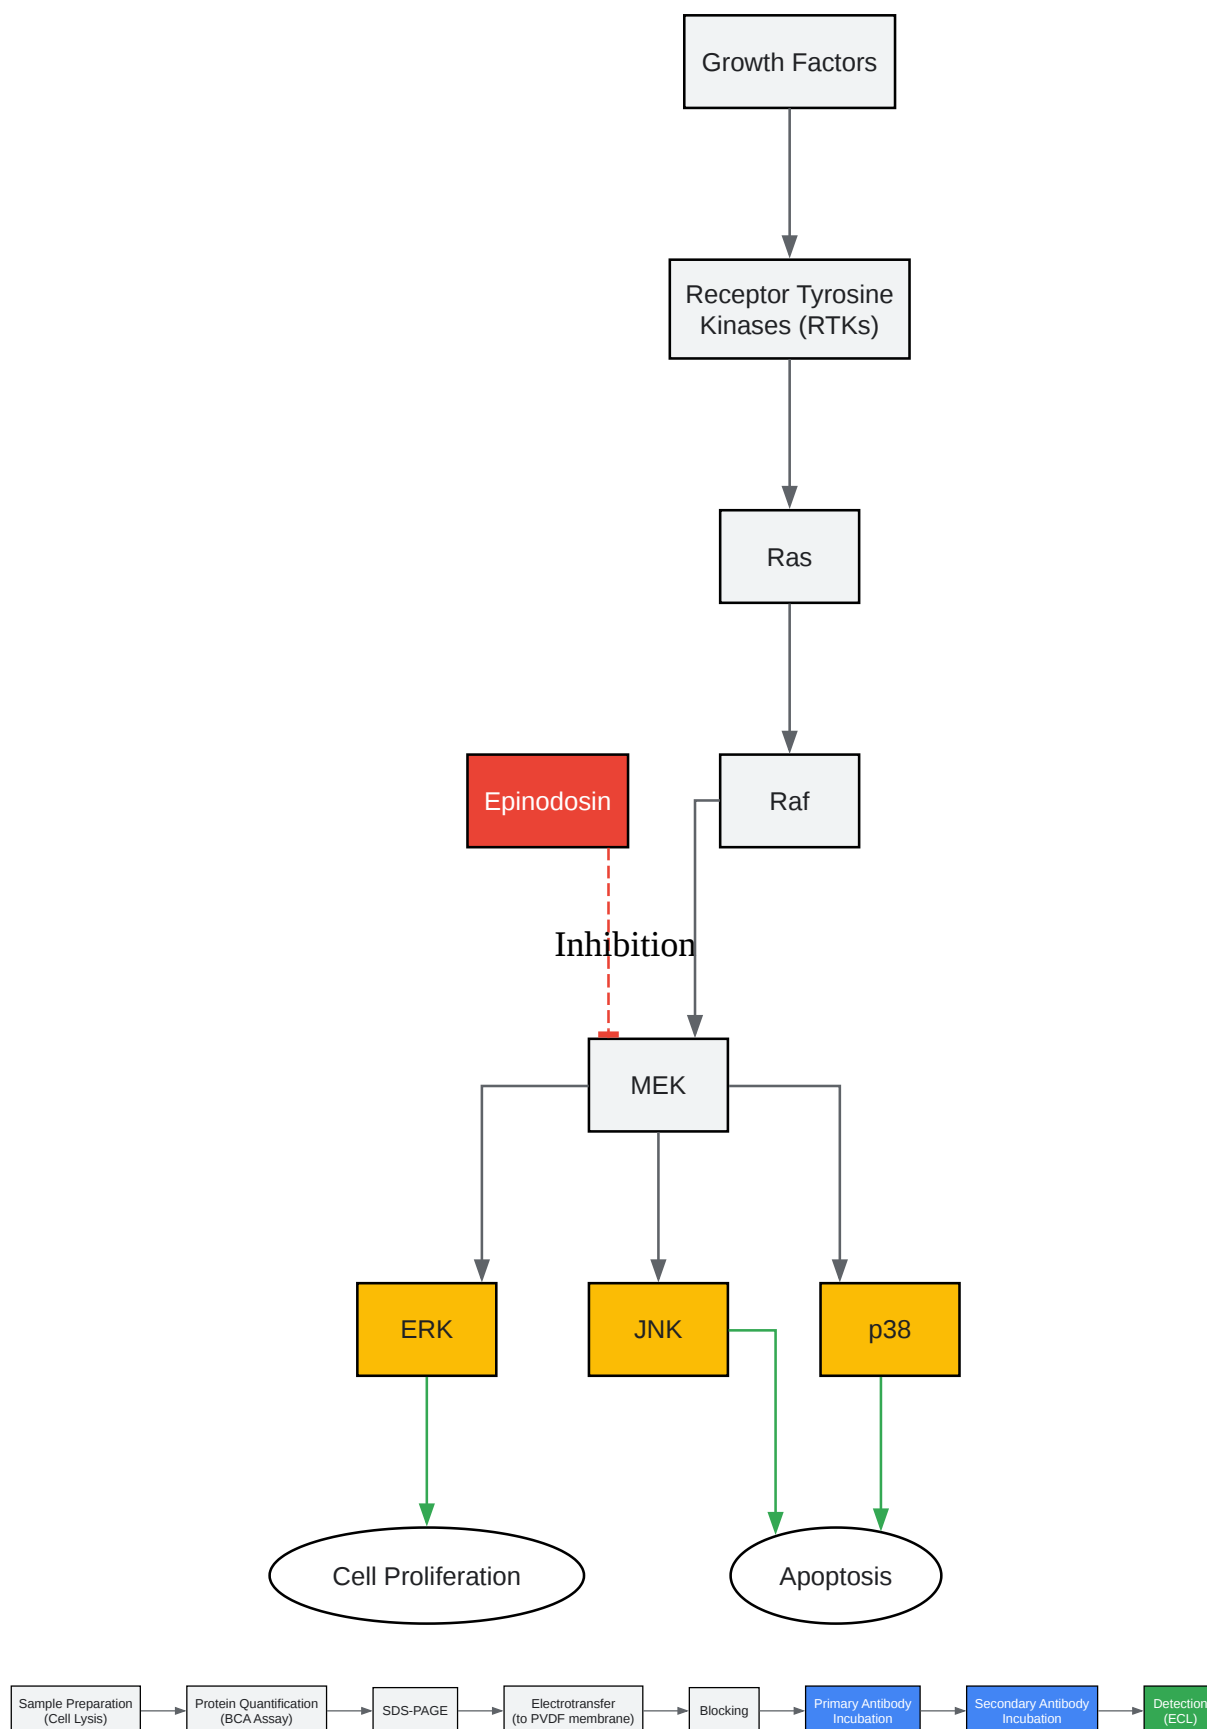 Growth Factors
Receptor Tyrosine
Kinases (RTKs)
Ras
Epinodosin
Raf
Inhibition
MEK
ERK
JNK
p38
Cell Proliferation
Apoptosis
Sample Preparation
(Cell Lysis)
Protein Quantification
(BCA Assay)
SDS-PAGE
Electrotransfer
(to PVDF membrane)
Blocking
Primary Antibody
Incubation
Secondary Antibody
Incubation
Detection
(ECL)